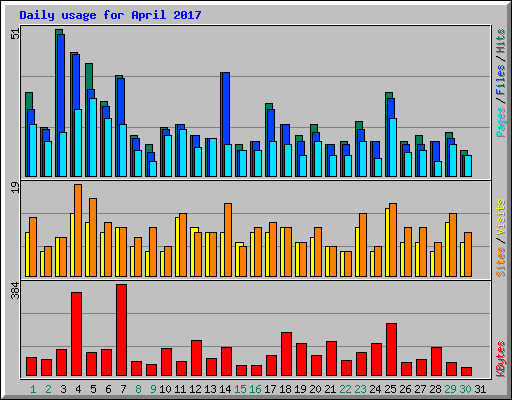 Daily usage for April 2017
51
Pages / Files / Hits
19
Sites / Visits
384
KBytes
1 2 3 4 5 6 7 8 9 10 11 12 13 14 15 16 17 18 19 20 21 22 23 24 25 26 27 28 29 30 31